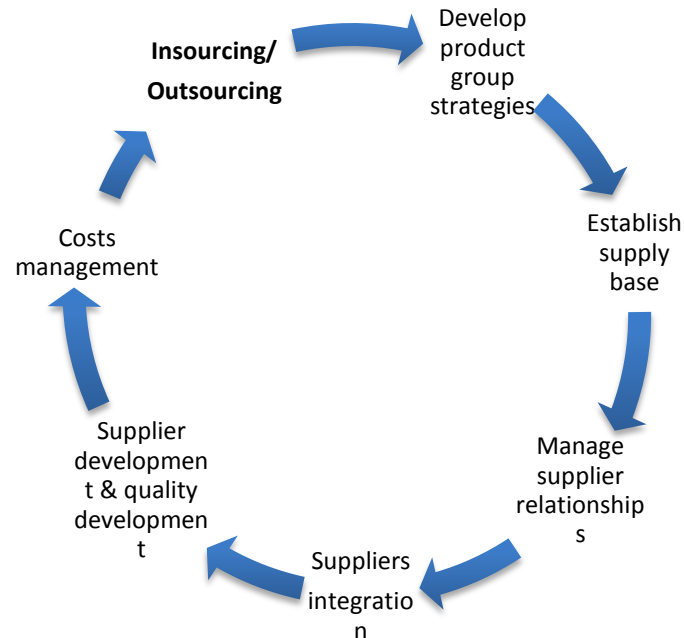 Insourcing/
Outsourcing
Develop
product
group
strategies
Establish
supply
base
Manage
supplier
relationship
s
Suppliers
integratio
n
Supplier
developmen
t & quality
developmen
t
Costs
management